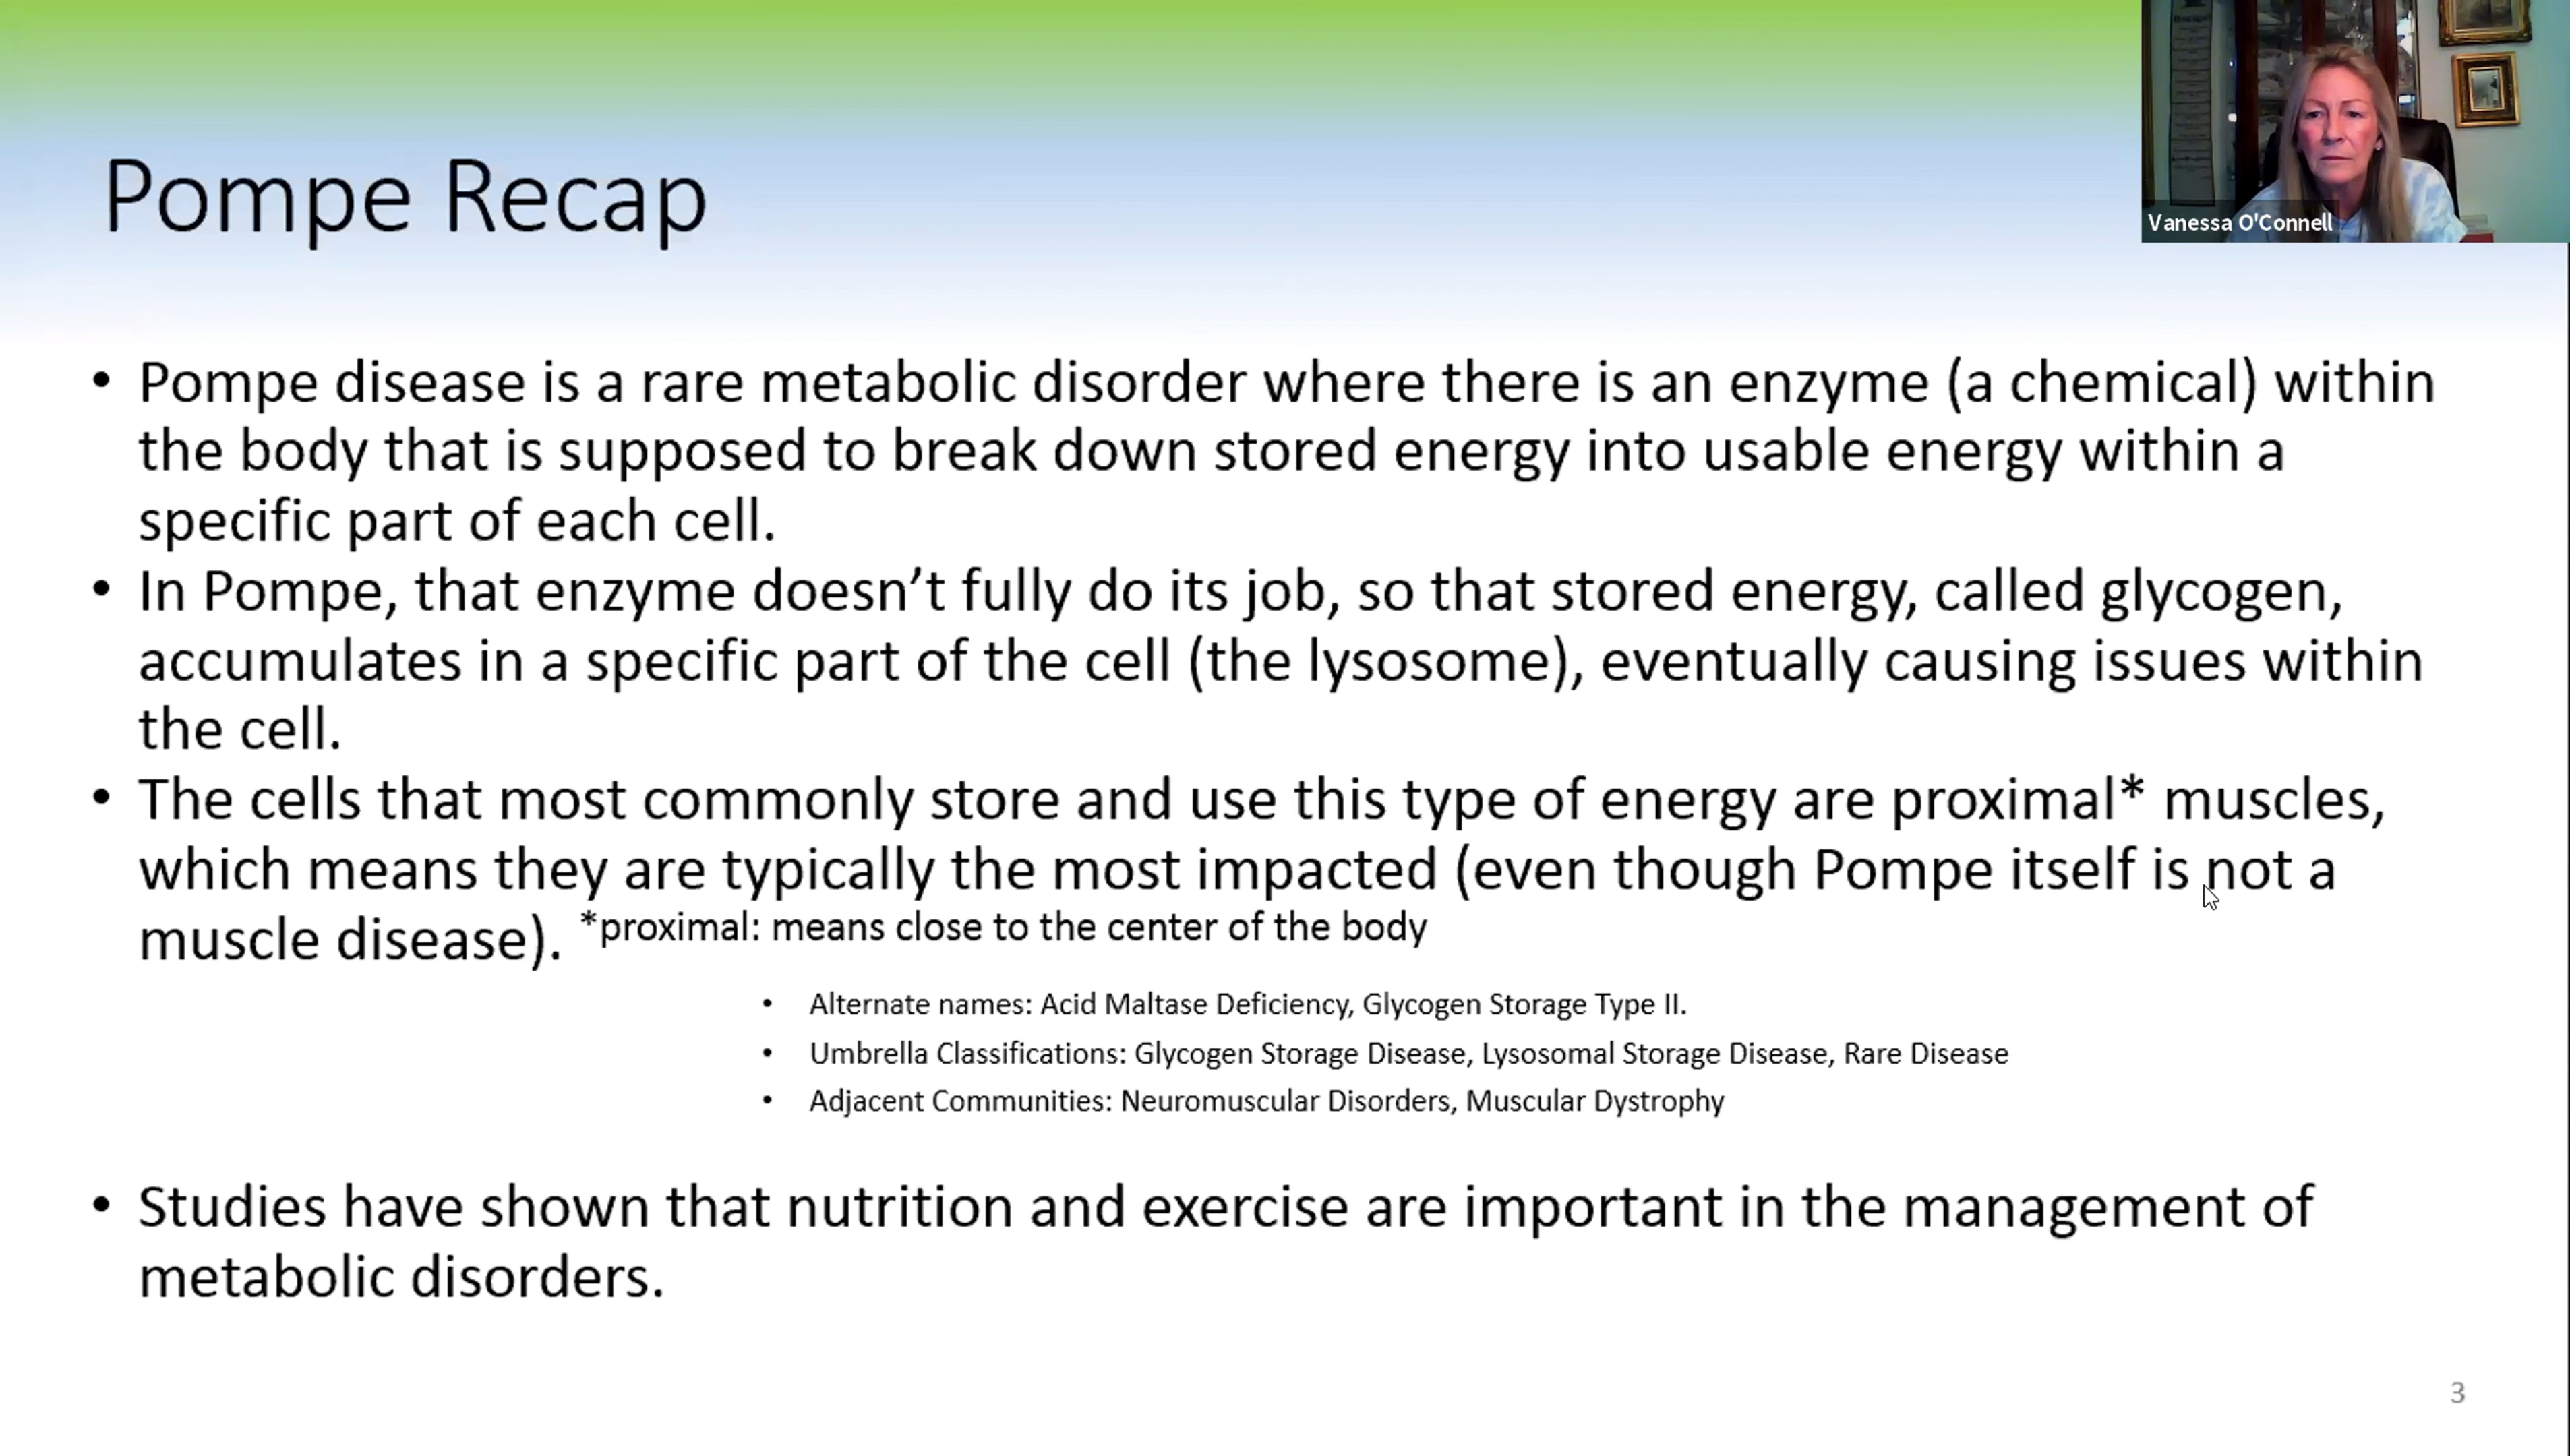 Pompe Recap
Vanessa O'Connell
• Pompe disease is a rare metabolic disorder where there is an enzyme (a chemical) within
the body that is supposed to break down stored energy into usable energy within a
specific part of each cell.
• In Pompe, that enzyme doesn’t fully do its job, so that stored energy, called glycogen,
accumulates in a specific part of the cell (the lysosome), eventually causing issues within
the cell.
• The cells that most commonly store and use this type of energy are proximal* muscles,
which means they are typically the most impacted (even though Pompe itself is not a
muscle disease). *proximal: means close to the center of the body
• Alternate names: Acid Maltase Deficiency, Glycogen Storage Type II.
• Umbrella Classifications: Glycogen Storage Disease, Lysosomal Storage Disease, Rare Disease
• Adjacent Communities: Neuromuscular Disorders, Muscular Dystrophy
• Studies have shown that nutrition and exercise are important in the management of
metabolic disorders.
3